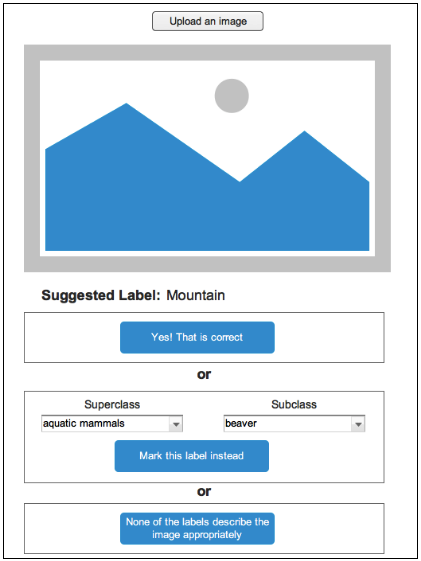 Upload an image
Suggested Label: Mountain
Yes! That is correct
or
Superclass
Subclass
aquatic mammals
beaver
Mark this label instead
or
None of the labels describe the
image appropriately